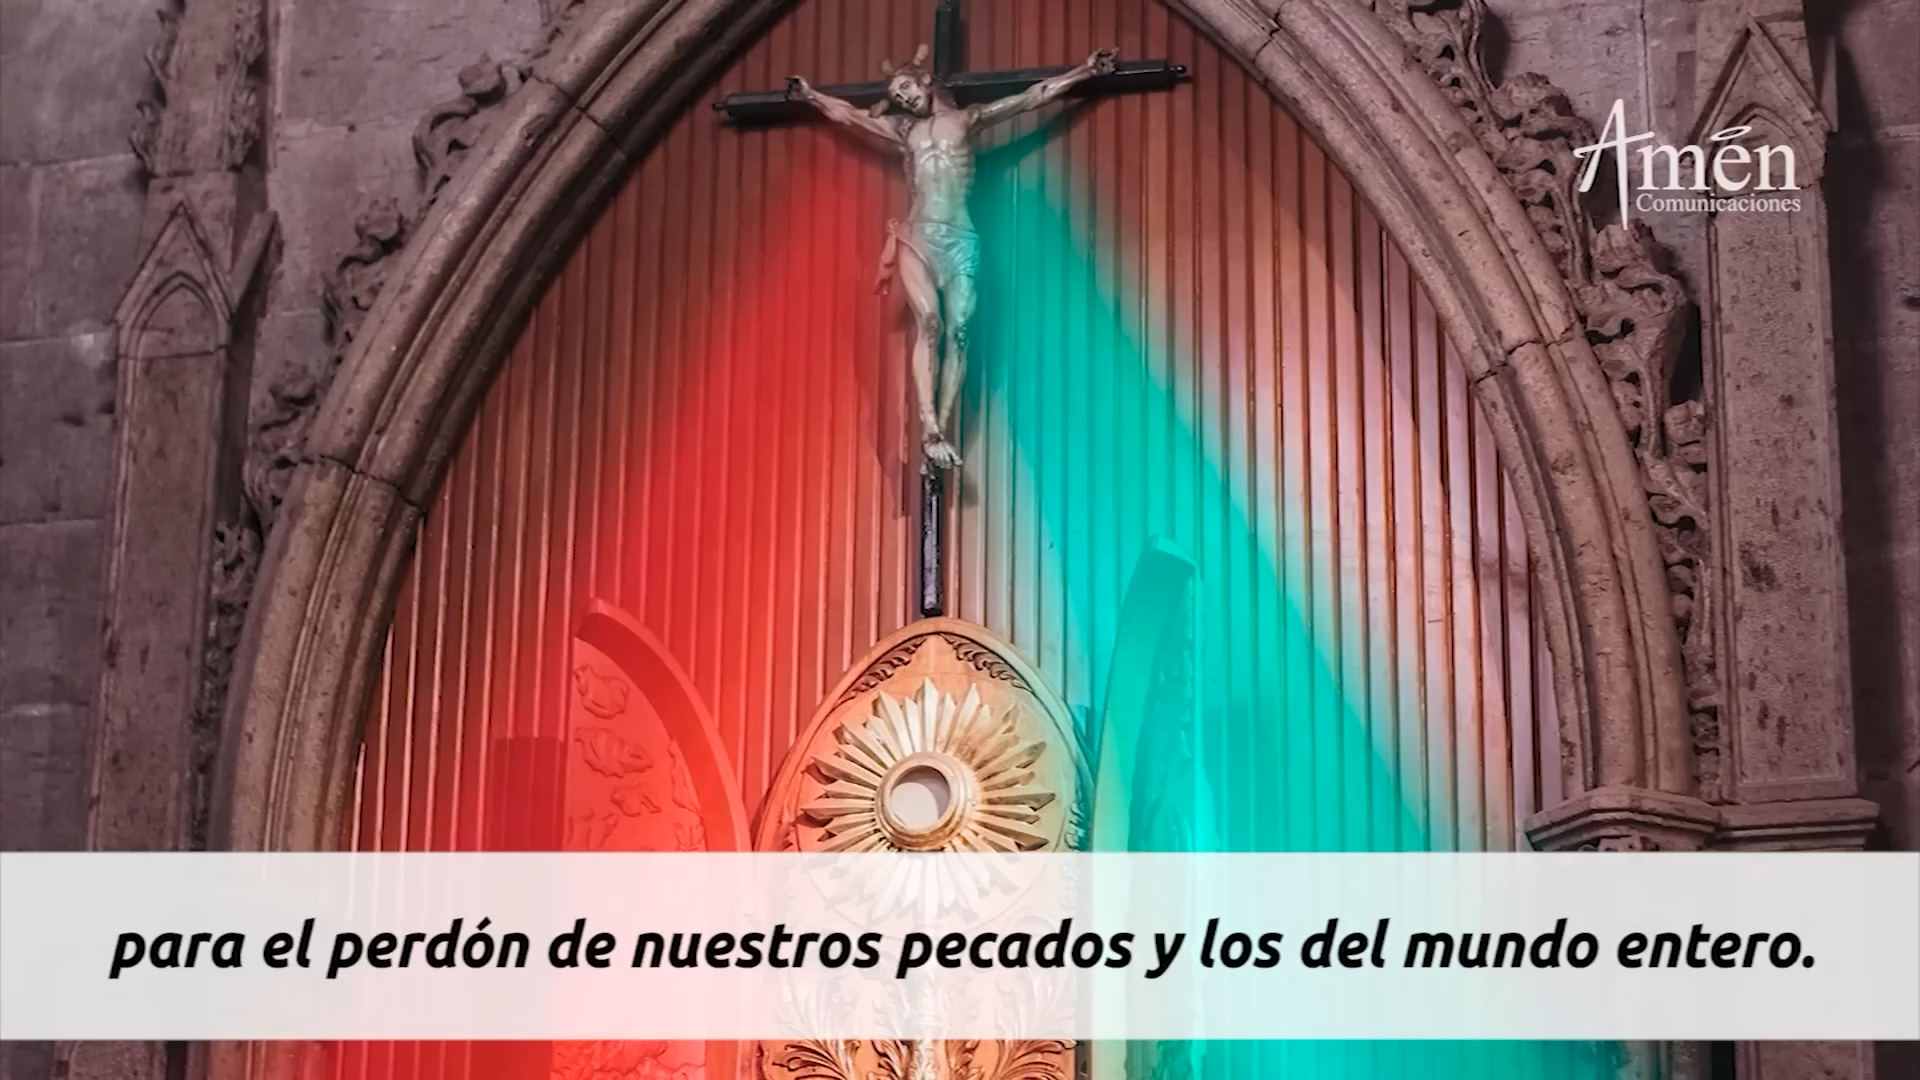 Amén
Comunicaciones
para el perdón de nuestros pecados y los del mundo entero.